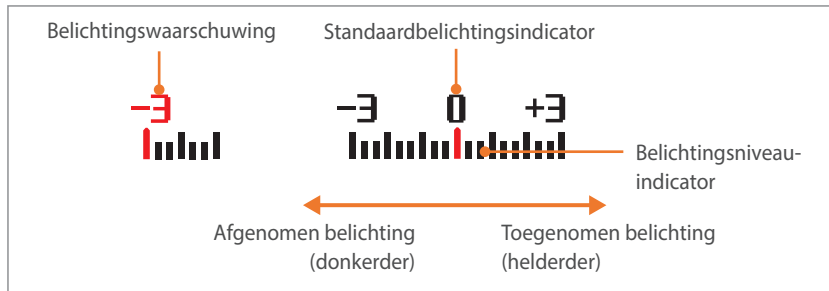 Belichtingswaarschuwing
Standaardbelichtingsindicator
−3
−3 0 +3
Belichtingsniveau-
indicator
Afgenomen belichting
(donkerder)
Toegenomen belichting
(helderder)